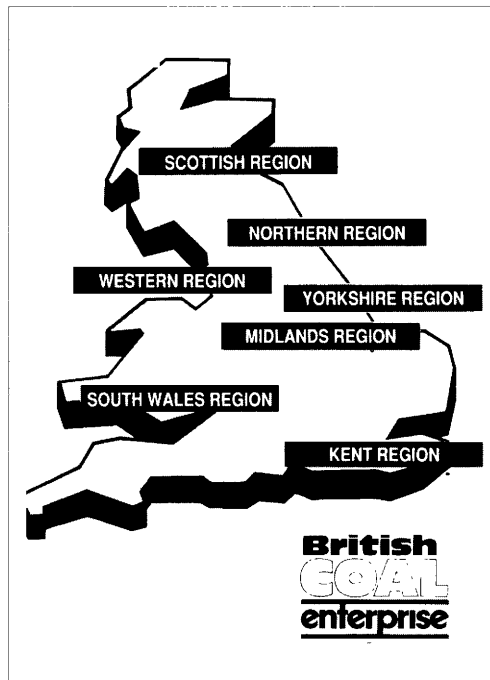 SCOTTISH REGION
NORTHERN REGION
WESTERN REGION
YORKSHIRE REGION
MIDLANDS REGION
SOUTH WALES REGION
KENT REGION
British
COAL
enterprise